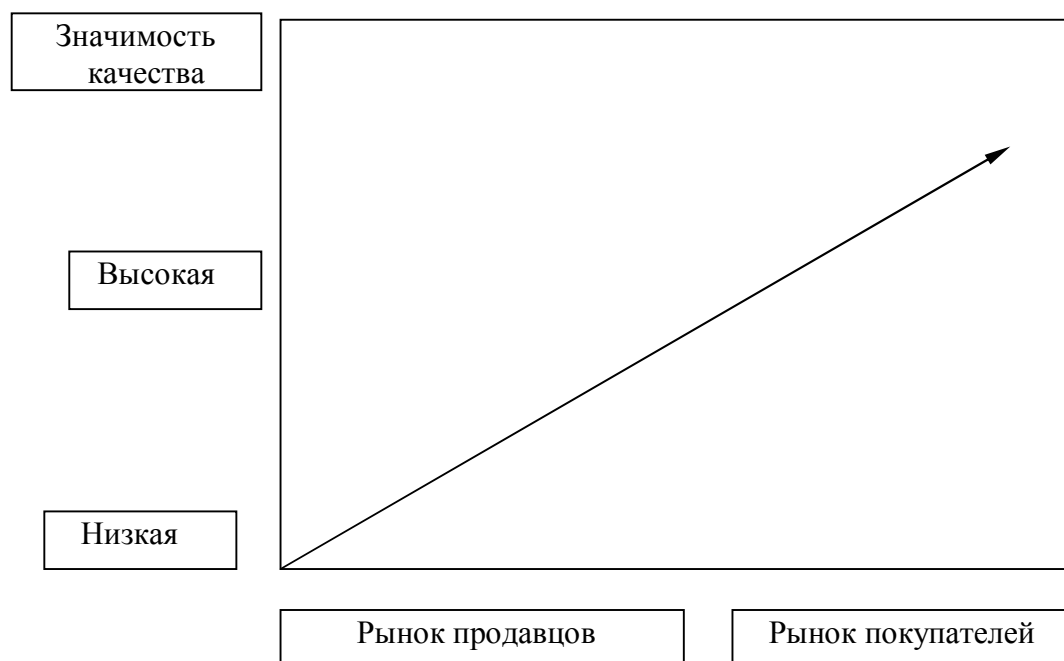 Значимость
качества
Высокая
Низкая
Рынок продавцов
Рынок покупателей